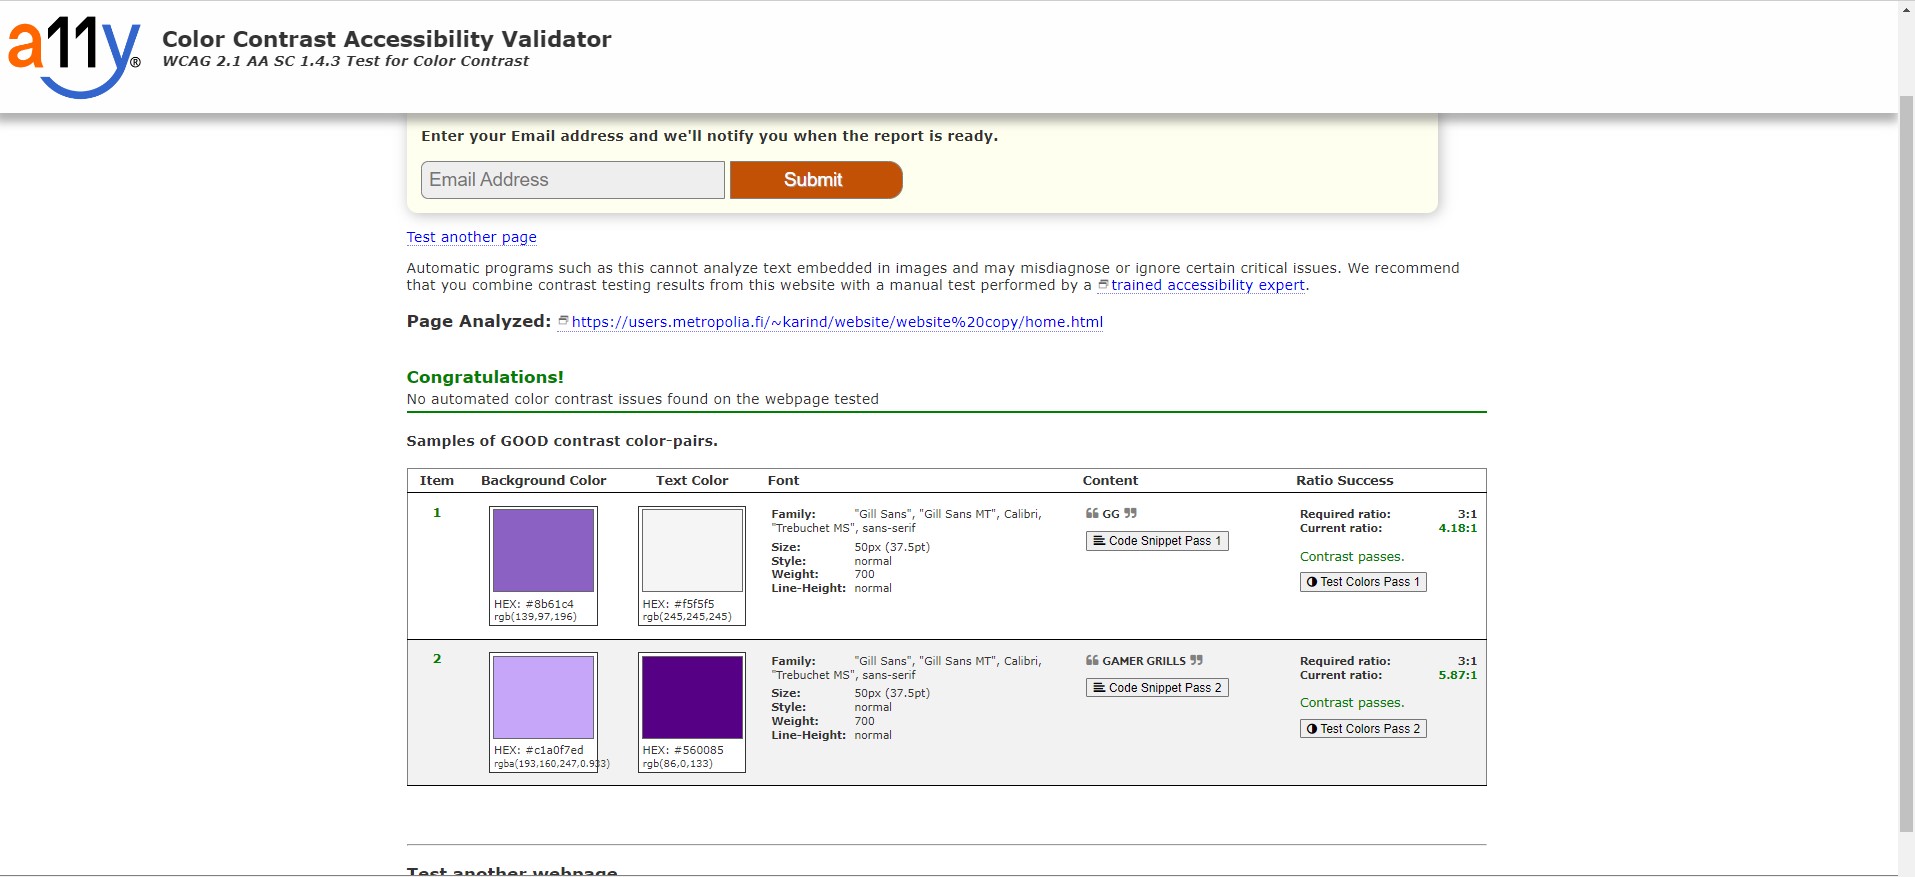 a11y®
Color Contrast Accessibility Validator
WCAG 2.1 AA SC 1.4.3 Test for Color Contrast
Enter your Email address and we'll notify you when the report is ready.
Email Address
Submit
Test another page
Automatic programs such as this cannot analyze text embedded in images and may misdiagnose or ignore certain critical issues. We recommend
that you combine contrast testing results from this website with a manual test performed by a trained accessibility expert.
Page Analyzed: https://users.metropolia.fi/~karind/website/website%20copy/home.html
Congratulations!
No automated color contrast issues found on the webpage tested
Samples of GOOD contrast color-pairs.
Item Background Color Text Color Font Content Ratio Success
1
HEX: #8b61c4
rgb(139,97,196)
HEX: #f5f5f5
rgb(245,245,245)
Family: "Gill Sans", "Gill Sans MT", Calibri,
"Trebuchet MS", sans-serif
Size: 50px (37.5pt)
Style: normal
Weight: 700
Line-Height: normal
❝ GG ❞
Code Snippet Pass 1
Required ratio: 3:1
Current ratio: 4.18:1
Contrast passes.
Test Colors Pass 1
2
HEX: #c1a0f7ed
rgba(193,160,247,0.933)
HEX: #560085
rgb(86,0,133)
Family: "Gill Sans", "Gill Sans MT", Calibri,
"Trebuchet MS", sans-serif
Size: 50px (37.5pt)
Style: normal
Weight: 700
Line-Height: normal
❝ GAMER GRILLS ❞
Code Snippet Pass 2
Required ratio: 3:1
Current ratio: 5.87:1
Contrast passes.
Test Colors Pass 2
Test another webpage